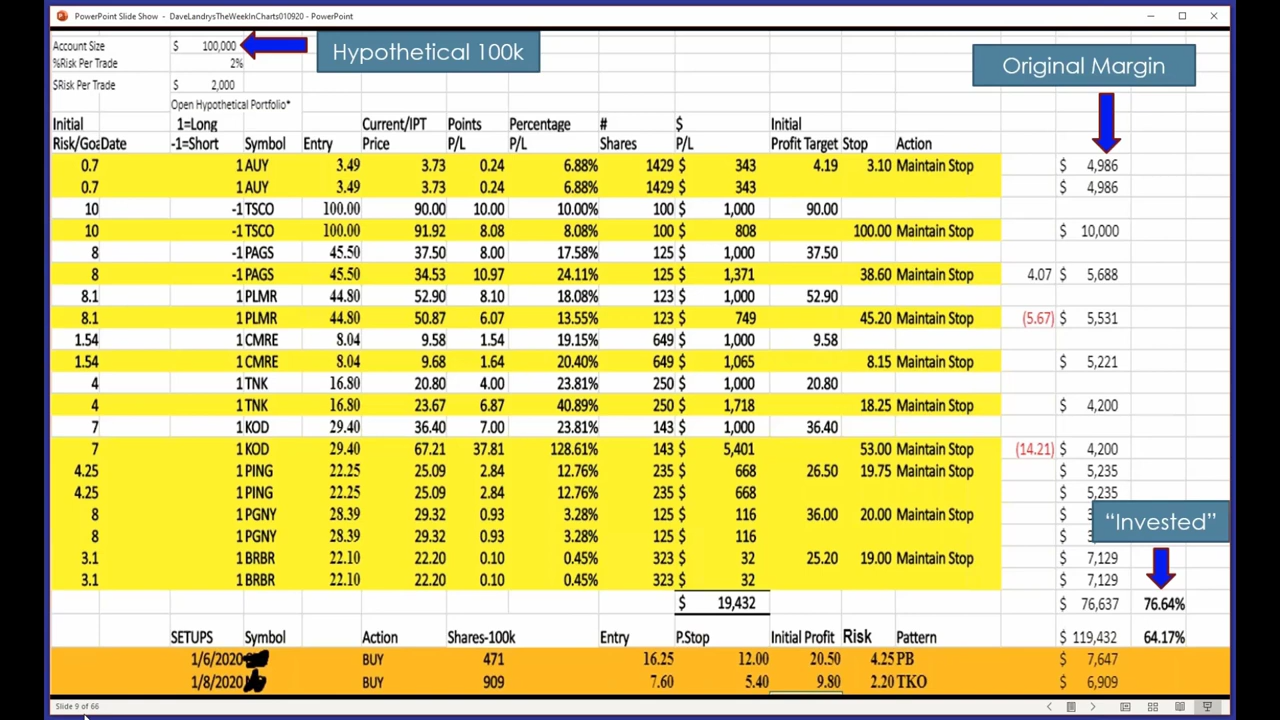 PowerPoint Slide Show - DaveLandrysTheWeekInCharts010920 - PowerPoint
Account Size $ 100,000 Hypothetical 100k
%Risk Per Trade 2% Original Margin
$Risk Per Trade $ 2,000
Open Hypothetical Portfolio*
Initial 1=Long Current/IPT Points Percentage # $ Initial
Risk/Goa Date -1=Short Symbol Entry Price P/L P/L Shares P/L Profit Target Stop Action
0.7 1 AUY 3.49 3.73 0.24 6.88% 1429 $ 343 4.19 3.10 Maintain Stop $ 4,986
0.7 1 AUY 3.49 3.73 0.24 6.88% 1429 $ 343 $ 4,986
10 -1 TSCO 100.00 90.00 10.00 10.00% 100 $ 1,000 90.00
10 -1 TSCO 100.00 91.92 8.08 8.08% 100 $ 808 100.00 Maintain Stop $ 10,000
8 -1 PAGS 45.50 37.50 8.00 17.58% 125 $ 1,000 37.50
8 -1 PAGS 45.50 34.53 10.97 24.11% 125 $ 1,371 38.60 Maintain Stop 4.07 $ 5,688
8.1 1 PLMR 44.80 52.90 8.10 18.08% 123 $ 1,000 52.90
8.1 1 PLMR 44.80 50.87 6.07 13.55% 123 $ 749 45.20 Maintain Stop (5.67) $ 5,531
1.54 1 CMRE 8.04 9.58 1.54 19.15% 649 $ 1,000 9.58
1.54 1 CMRE 8.04 9.68 1.64 20.40% 649 $ 1,065 8.15 Maintain Stop $ 5,221
4 1 TNK 16.80 20.80 4.00 23.81% 250 $ 1,000 20.80
4 1 TNK 16.80 23.67 6.87 40.89% 250 $ 1,718 18.25 Maintain Stop $ 4,200
7 1 KOD 29.40 36.40 7.00 23.81% 143 $ 1,000 36.40
7 1 KOD 29.40 67.21 37.81 128.61% 143 $ 5,401 53.00 Maintain Stop (14.21) $ 4,200
4.25 1 PING 22.25 25.09 2.84 12.76% 235 $ 668 26.50 19.75 Maintain Stop $ 5,235
4.25 1 PING 22.25 25.09 2.84 12.76% 235 $ 668 $ 5,235
8 1 PGNY 28.39 29.32 0.93 3.28% 125 $ 116 36.00 20.00 Maintain Stop $
8 1 PGNY 28.39 29.32 0.93 3.28% 125 $ 116 $
"Invested"
3.1 1 BRBR 22.10 22.20 0.10 0.45% 323 $ 32 25.20 19.00 Maintain Stop $ 7,129
3.1 1 BRBR 22.10 22.20 0.10 0.45% 323 $ 32 $ 7,129
$ 19,432 $ 76,637 76.64%
SETUPS Symbol Action Shares-100k Entry P.Stop Initial Profit Risk Pattern $ 119,432 64.17%
1/6/2020 BUY 471 16.25 12.00 20.50 4.25 PB $ 7,647
1/8/2020 BUY 909 7.60 5.40 9.80 2.20 TKO $ 6,909
Slide 9 of 66